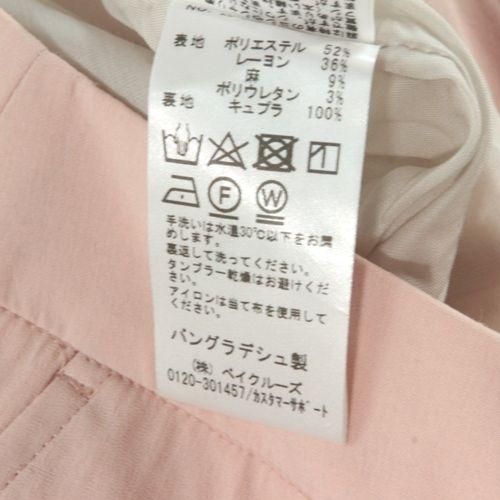 表地 ポリエステル 52%
レーヨン 36%
麻 9%
ポリウレタン 3%
裏地 キュプラ 100%
F W
手洗いは水温30℃以下をお薦
めします。
裏返して洗ってください。
タンブラー乾燥はお避けくだ
さい。
アイロンは当て布を使用して
ください。
バングラデシュ製
(株) ベイクルーズ
0120-301457/カスタマーサポート